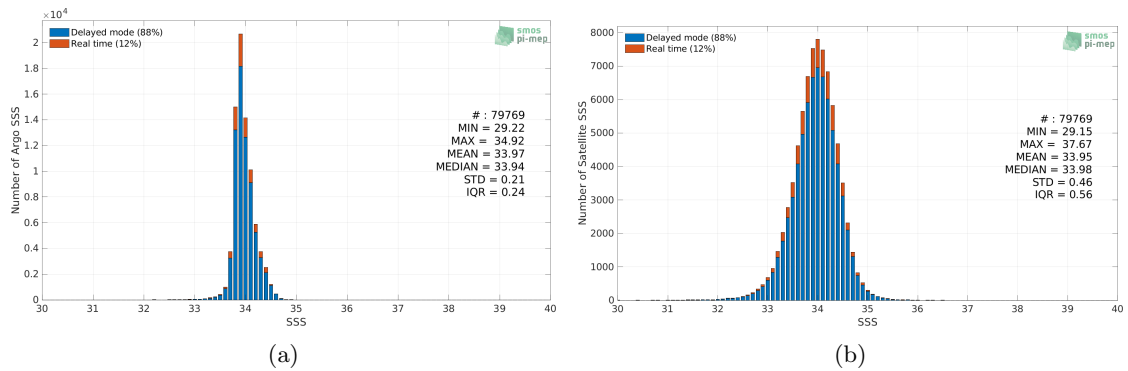 ×10⁴
Delayed mode (88%)
Real time (12%)
smos
pi-mep
# : 79769
MIN = 29.22
MAX = 34.92
MEAN = 33.97
MEDIAN = 33.94
STD = 0.21
IQR = 0.24
Number of Argo SSS
2
1.8
1.6
1.4
1.2
1
0.8
0.6
0.4
0.2
0
30 31 32 33 34 35 36 37 38 39 40
SSS
(a)
Delayed mode (88%)
Real time (12%)
smos
pi-mep
# : 79769
MIN = 29.15
MAX = 37.67
MEAN = 33.95
MEDIAN = 33.98
STD = 0.46
IQR = 0.56
Number of Satellite SSS
8000
7000
6000
5000
4000
3000
2000
1000
0
30 31 32 33 34 35 36 37 38 39 40
SSS
(b)